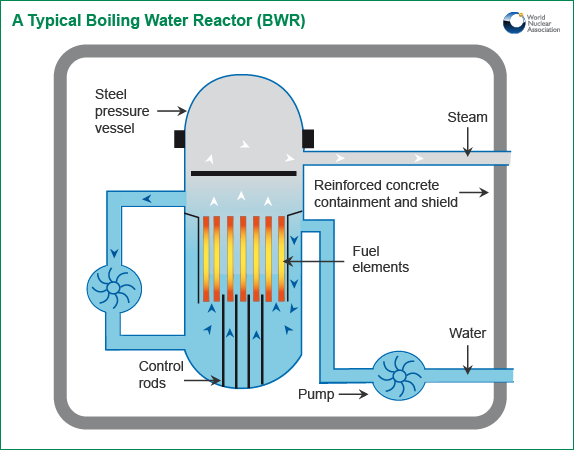 A Typical Boiling Water Reactor (BWR)
World
Nuclear
Association
Steel
pressure
vessel
Steam
Reinforced concrete
containment and shield
Fuel
elements
Water
Control
rods
Pump